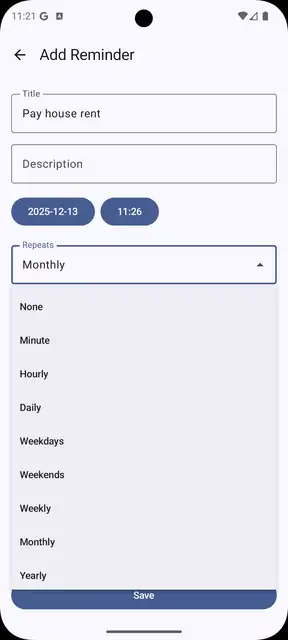 11:21 G A
Add Reminder
Title
Pay house rent
Description
2025-12-13 11:26
Repeats
Monthly
None
Minute
Hourly
Daily
Weekdays
Weekends
Weekly
Monthly
Yearly
Save